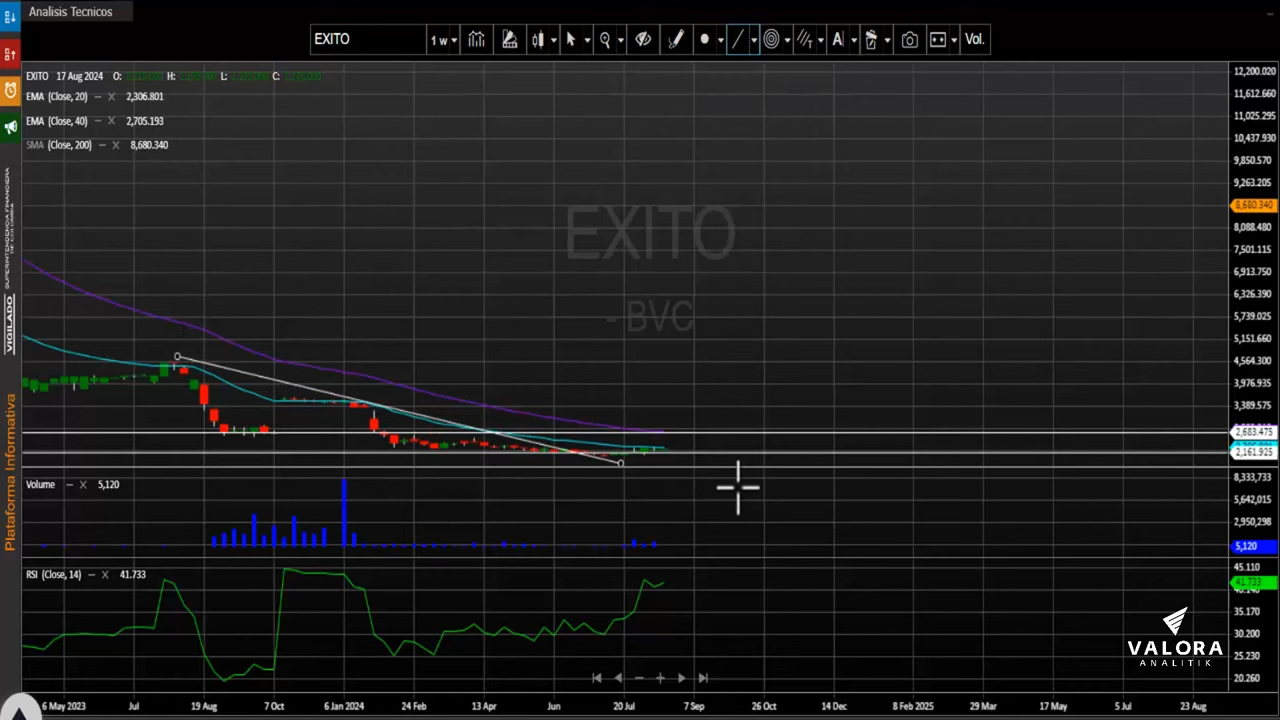 Analisis Tecnicos
EXITO
1 w
A
Vol.
EXITO 17 Aug 2024 O: H: L: C:
EMA (Close, 20) – X 2,306.801
EMA (Close, 40) – X 2,705.193
SMA (Close, 200) – X 8,680.340
EXITO
- BVC
12,200.020
11,612.660
11,025.295
10,437.930
9,850.570
9,263.205
8,680.340
8,088.480
7,501.115
6,913.750
6,326.390
5,739.025
5,151.660
4,564.300
3,976.935
3,389.575
2,683.475
2,161.925
Volume – X 5,120
8,333,733
5,642,015
2,950,298
5,120
RSI (Close, 14) – X 41.733
45.110
41.733
35.170
30.200
25.230
20.260
6 May 2023 Jul 19 Aug 7 Oct 6 Jan 2024 24 Feb 13 Apr Jun 20 Jul 7 Sep 26 Oct 14 Dec 8 Feb 2025 29 Mar 17 May 5 Jul 23 Aug
SUPERINTENDENCIA FINANCIERA
DE COLOMBIA
VIGILADO
Plataforma Informativa
VALORA
ANALITIK